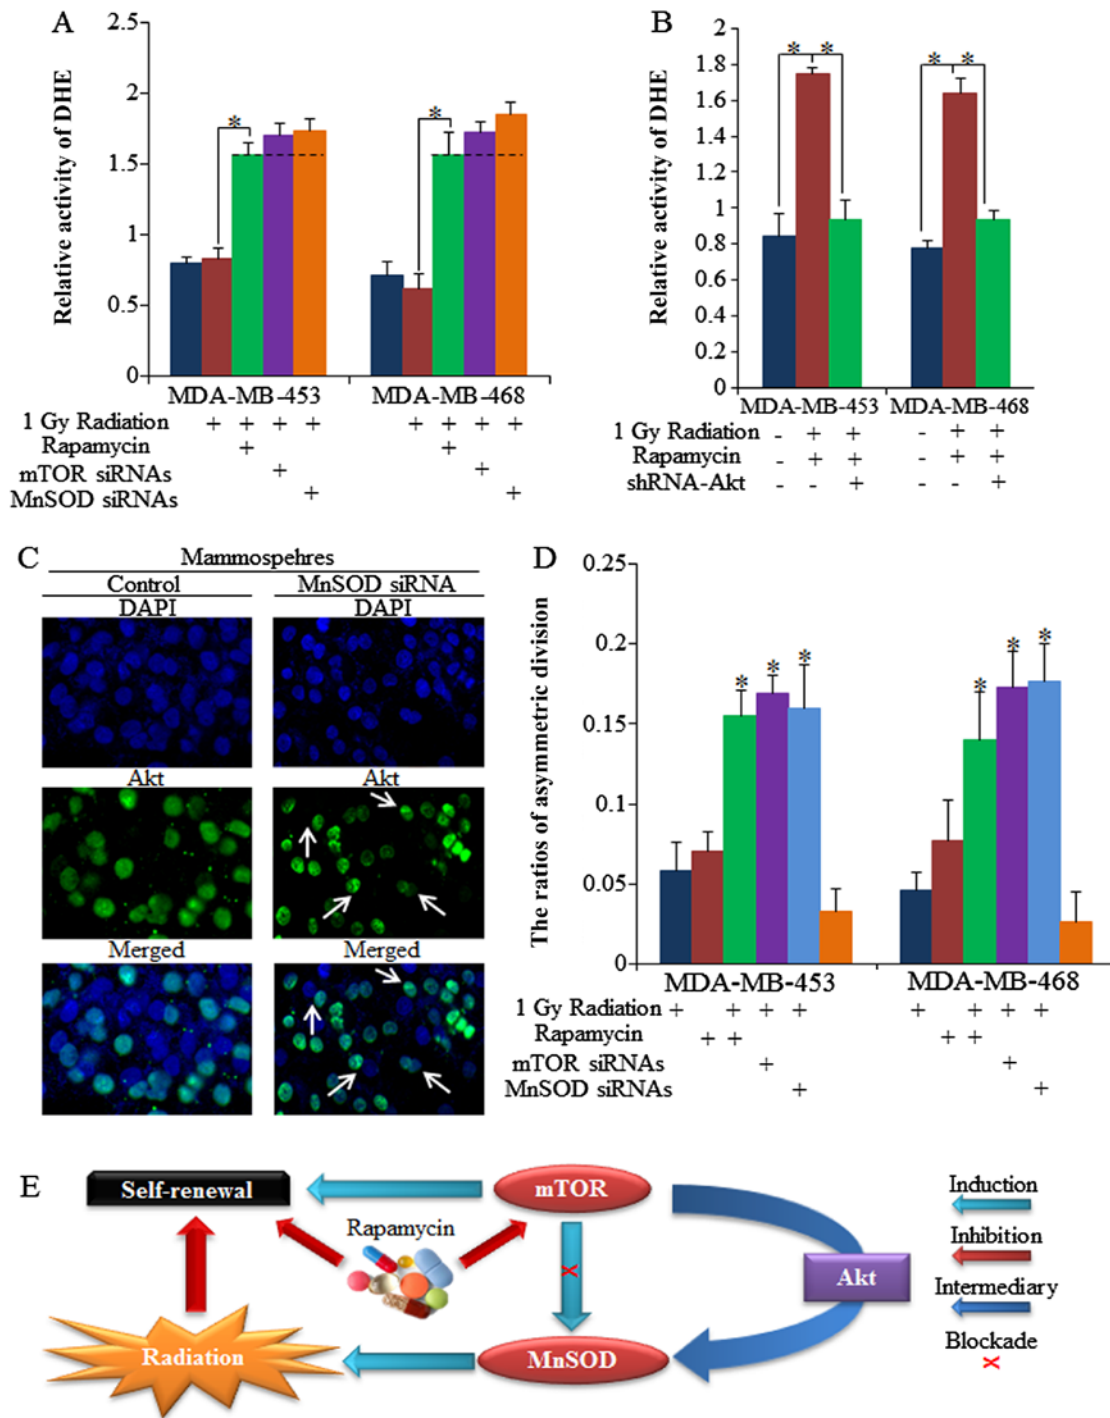 A
Relative activity of DHE
2.5
2
1.5
1
0.5
0
*
*
MDA-MB-453 MDA-MB-468
1 Gy Radiation + + + + + + + +
Rapamycin + +
mTOR siRNAs + +
MnSOD siRNAs + +
B
Relative activity of DHE
2
1.8
1.6
1.4
1.2
1
0.8
0.6
0.4
0.2
0
* *
* *
MDA-MB-453 MDA-MB-468
1 Gy Radiation - + + - + +
Rapamycin - + + - + +
shRNA-Akt - - + - - +
C
Mammospehres
Control MnSOD siRNA
DAPI DAPI
Akt Akt
Merged Merged
D
The ratios of asymmetric division
0.25
0.2
0.15
0.1
0.05
0
* * *
* * *
MDA-MB-453 MDA-MB-468
1 Gy Radiation + + + + + + + +
Rapamycin + + + +
mTOR siRNAs + +
MnSOD siRNAs + +
E
Self-renewal
mTOR
Rapamycin
Akt
Radiation
MnSOD
Induction
Inhibition
Intermediary
Blockade
X